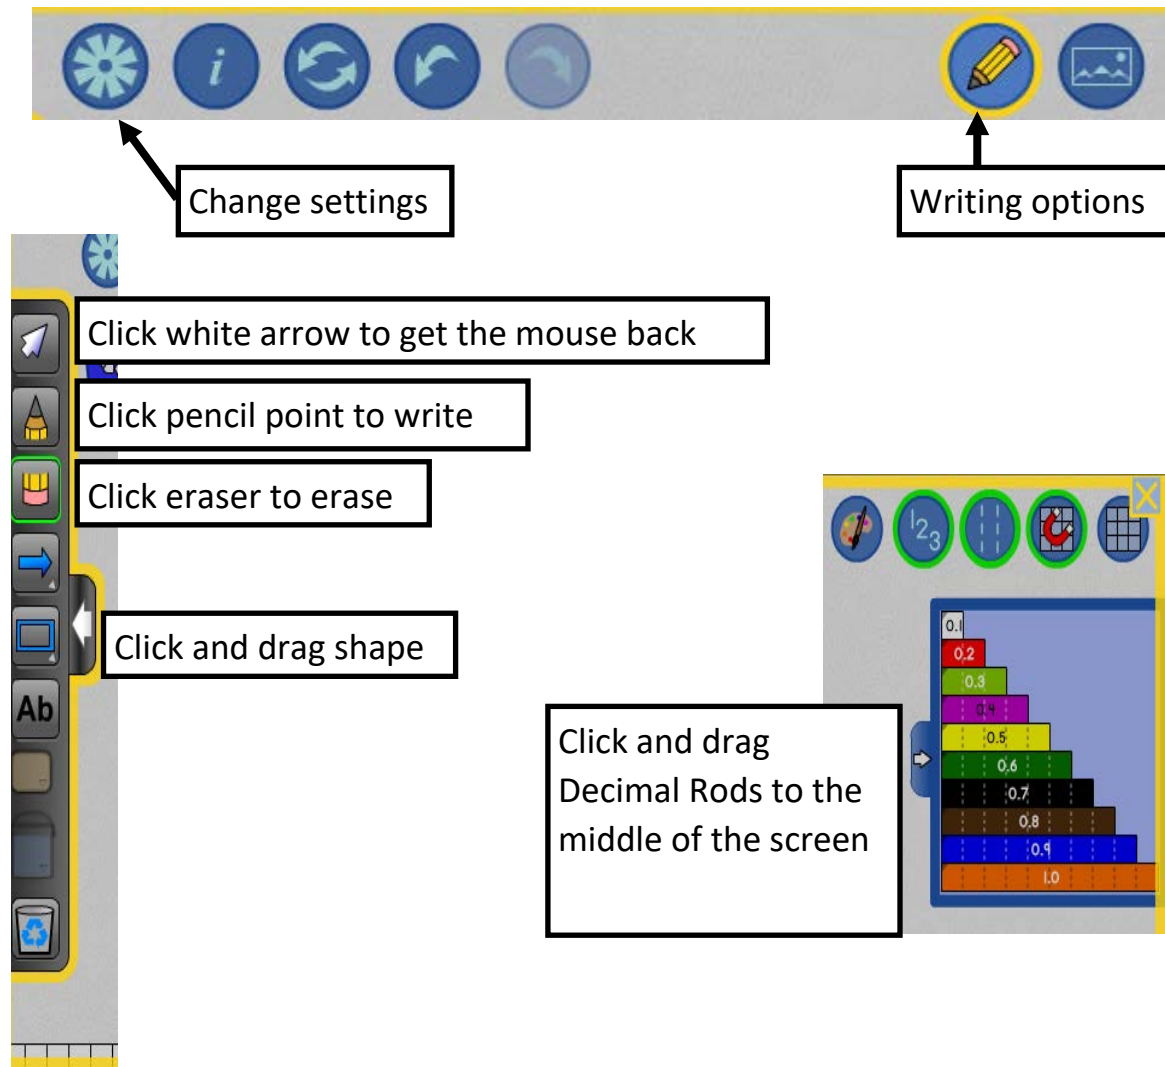 i
Change settings
Writing options
Click white arrow to get the mouse back
Click pencil point to write
Click eraser to erase
Click and drag shape
Ab
123
0.1
0.2
0.3
0.4
0.5
0.6
0.7
0.8
0.9
1.0
Click and drag
Decimal Rods to the
middle of the screen